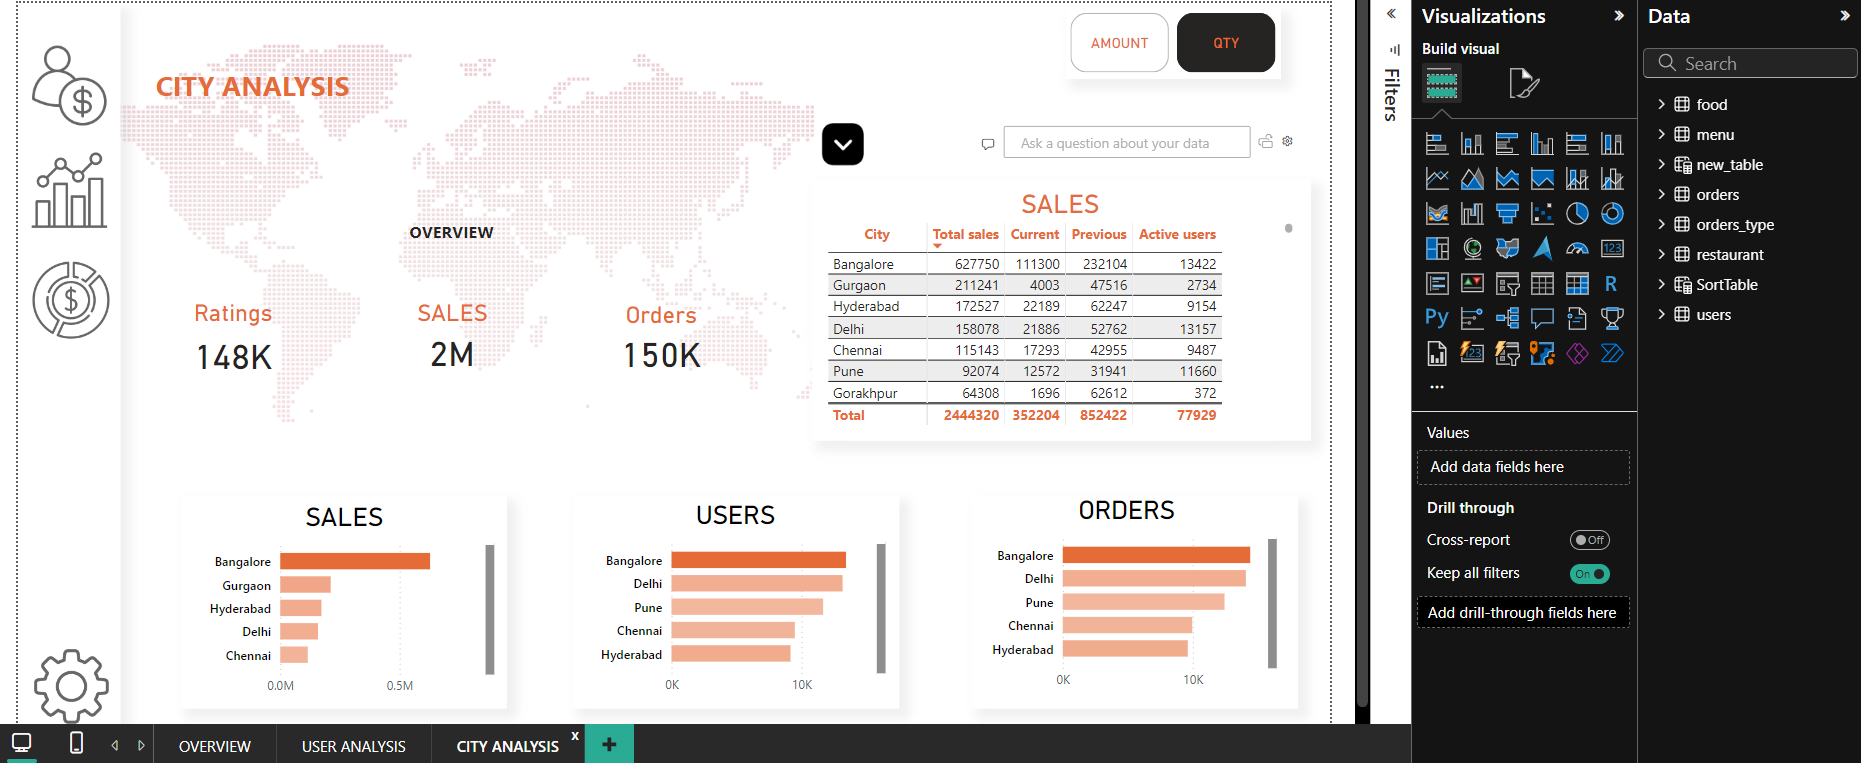 AMOUNT
QTY
CITY ANALYSIS
Ask a question about your data
OVERVIEW
Ratings
148K
SALES
2M
Orders
150K
SALES
City Total sales Current Previous Active users
Bangalore 627750 111300 232104 13422
Gurgaon 211241 4003 47516 2734
Hyderabad 172527 22189 62247 9154
Delhi 158078 21886 52762 13157
Chennai 115143 17293 42955 9487
Pune 92074 12572 31941 11660
Gorakhpur 64308 1696 62612 372
Total 2444320 352204 852422 77929
SALES
Bangalore
Gurgaon
Hyderabad
Delhi
Chennai
0.0M 0.5M
USERS
Bangalore
Delhi
Pune
Chennai
Hyderabad
0K 10K
ORDERS
Bangalore
Delhi
Pune
Chennai
Hyderabad
0K 10K
OVERVIEW
USER ANALYSIS
CITY ANALYSIS
x
+
Filters
Visualizations
Build visual
123
R
Py
123
...
Values
Add data fields here
Drill through
Cross-report
Off
Keep all filters
On
Add drill-through fields here
Data
Search
food
menu
new_table
orders
orders_type
restaurant
SortTable
users